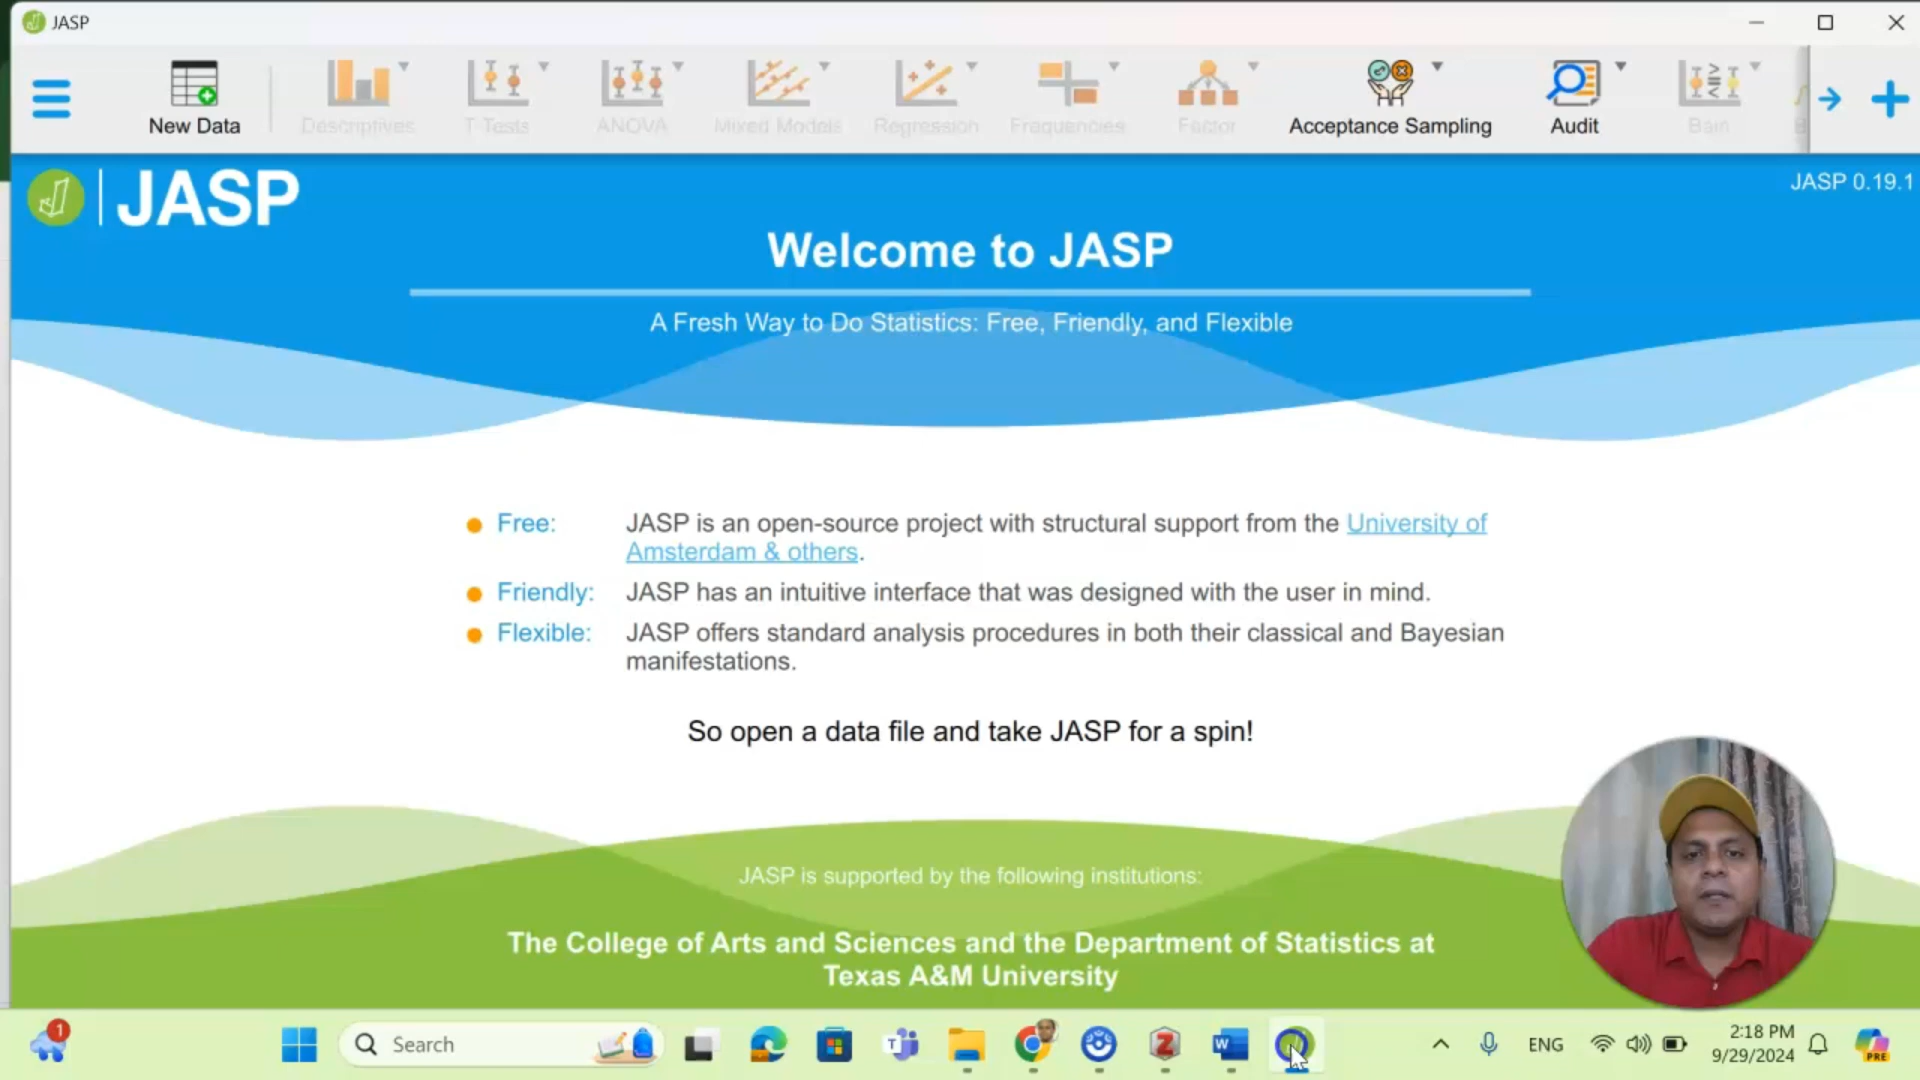 JASP
New Data
Descriptives
T-Tests
ANOVA
Mixed Models
Regression
Frequencies
Factor
Acceptance Sampling
Audit
Bain
JASP
JASP 0.19.1
Welcome to JASP
A Fresh Way to Do Statistics: Free, Friendly, and Flexible
Free: JASP is an open-source project with structural support from the University of
Amsterdam & others.
Friendly: JASP has an intuitive interface that was designed with the user in mind.
Flexible: JASP offers standard analysis procedures in both their classical and Bayesian
manifestations.
So open a data file and take JASP for a spin!
JASP is supported by the following institutions:
The College of Arts and Sciences and the Department of Statistics at
Texas A&M University
1
Search
ENG
2:18 PM
9/29/2024
PRE